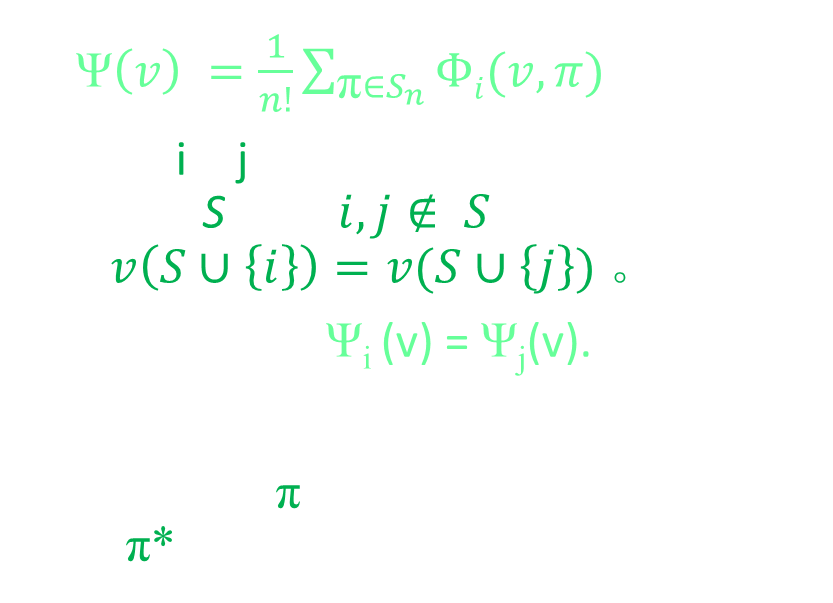 Ψ(v) = 1/n! ∑π∈Sₙ Φᵢ(v, π)
i j
S i, j ∉ S
v(S ∪ {i}) = v(S ∪ {j}) 。
Ψᵢ (v) = Ψⱼ(v).
π
π*